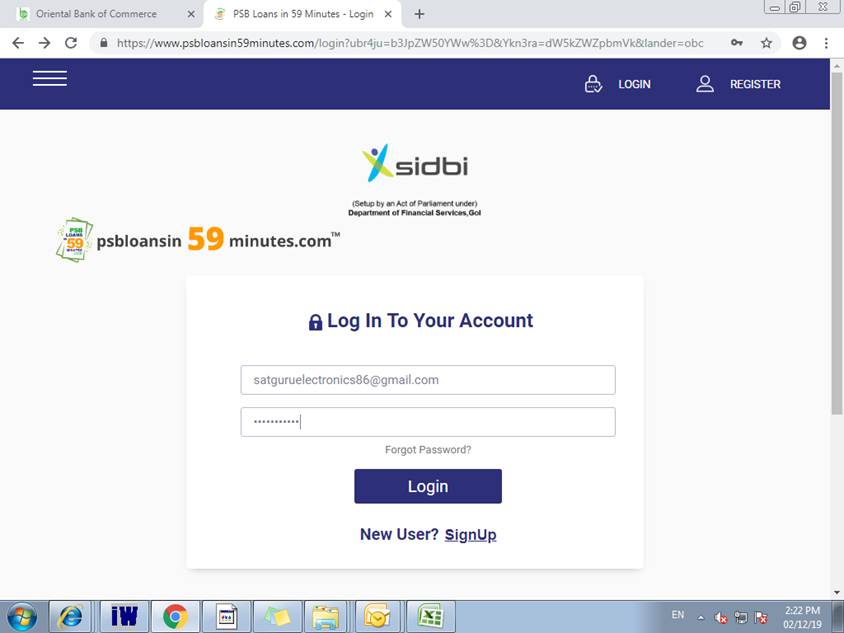 Oriental Bank of Commerce
PSB Loans in 59 Minutes - Login
https://www.psbloansin59minutes.com/login?ubr4ju=b3JpZW50YWw%3D&Ykn3ra=dW5kZWZpbmVk&lander=obc
LOGIN
REGISTER
sidbi
(Setup by an Act of Parliament under)
Department of Financial Services,GoI
PSB
LOANS
IN
59
MINUTES
psbloansin 59 minutes.com™
Log In To Your Account
satguruelectronics86@gmail.com
Forgot Password?
Login
New User? SignUp
iW
EN
2:22 PM
02/12/19